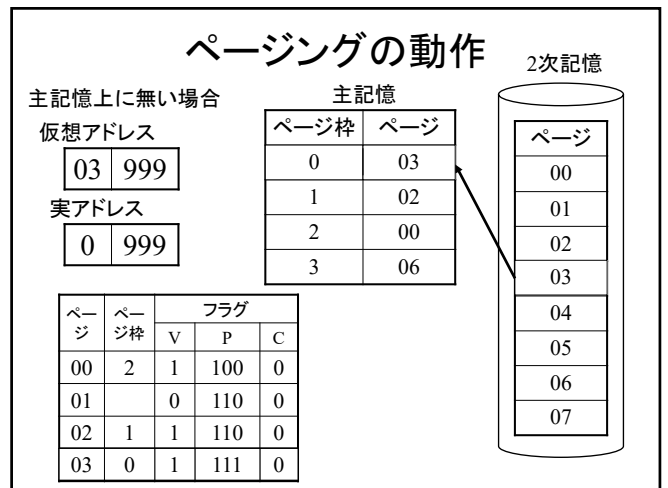 ページングの動作
主記憶上に無い場合
仮想アドレス
03 999
実アドレス
0 999
主記憶
ページ枠 ページ
0 03
1 02
2 00
3 06
2次記憶
ページ
00
01
02
03
04
05
06
07
ページ ページ枠 フラグ
V P C
00 2 1 100 0
01 0 110 0
02 1 1 110 0
03 0 1 111 0